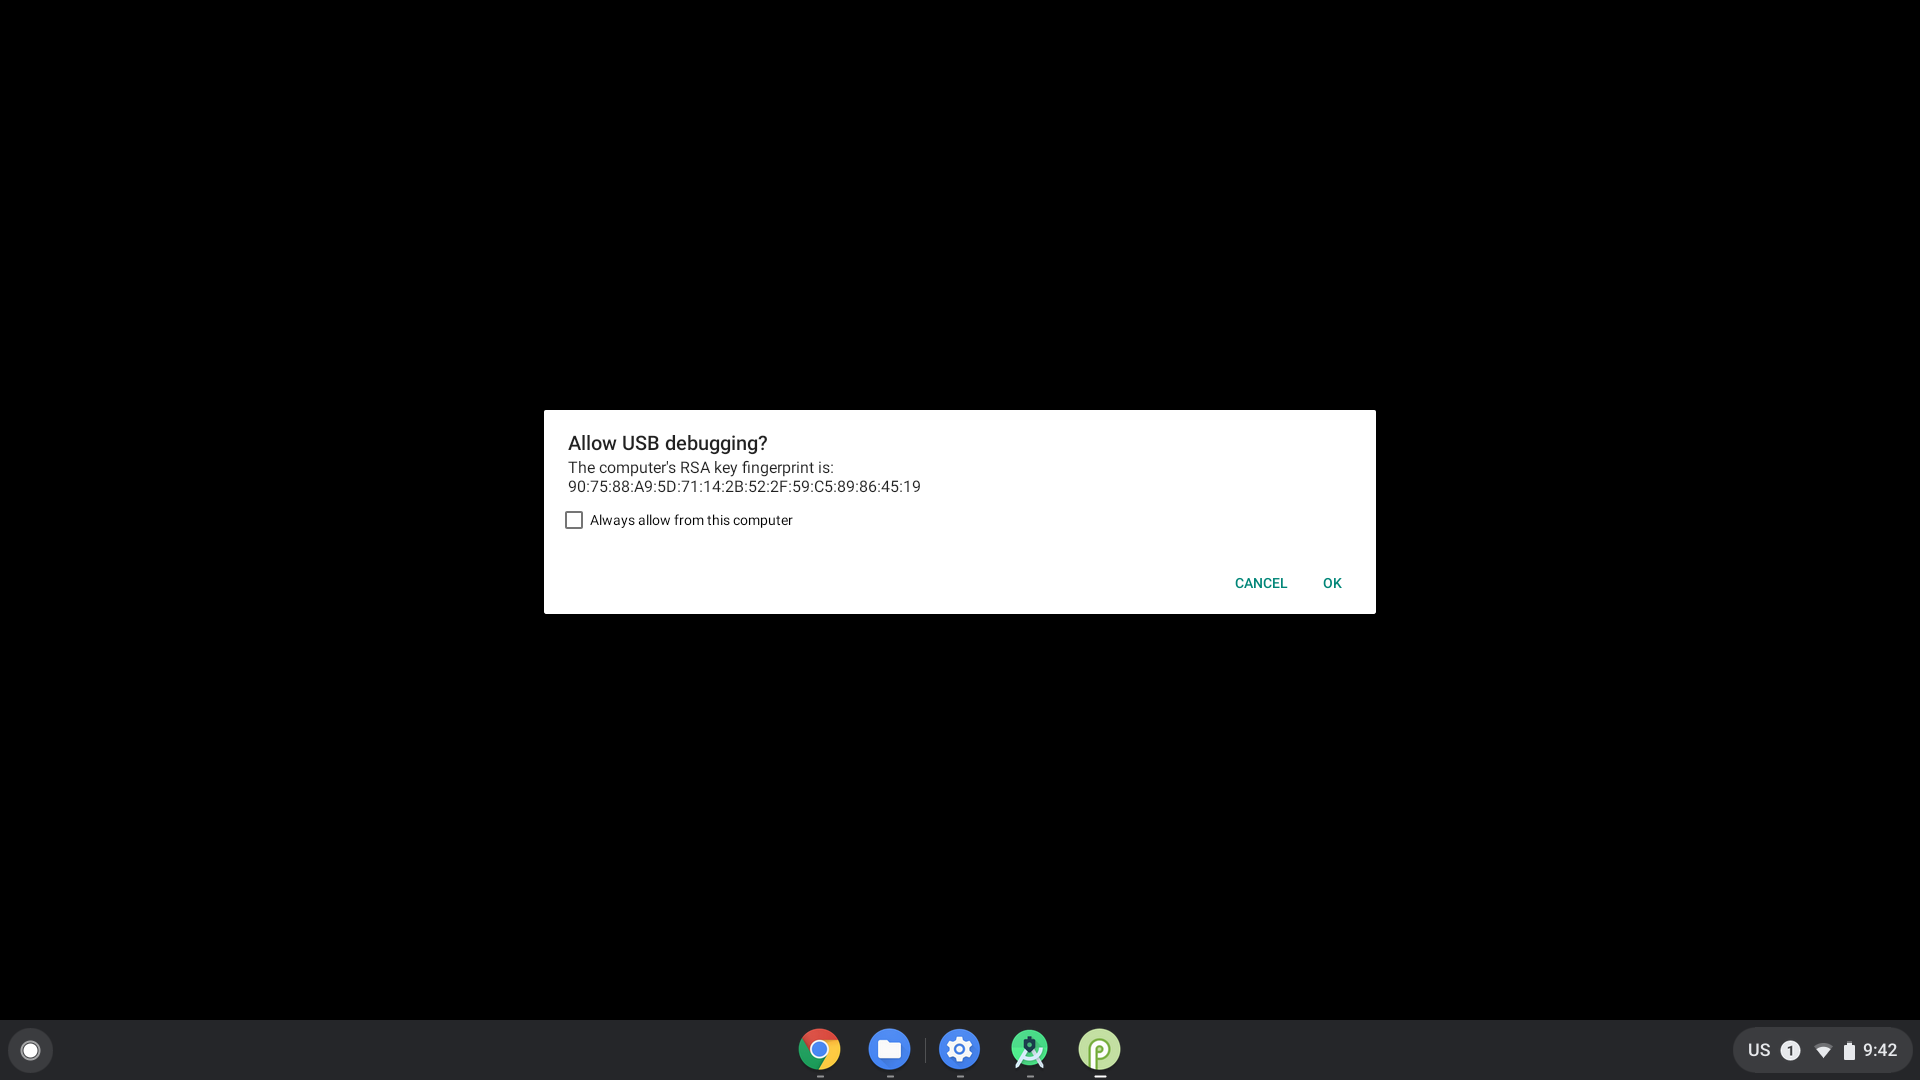 Allow USB debugging?
The computer's RSA key fingerprint is:
90:75:88:A9:5D:71:14:2B:52:2F:59:C5:89:86:45:19
Always allow from this computer
CANCEL OK
US 1 9:42